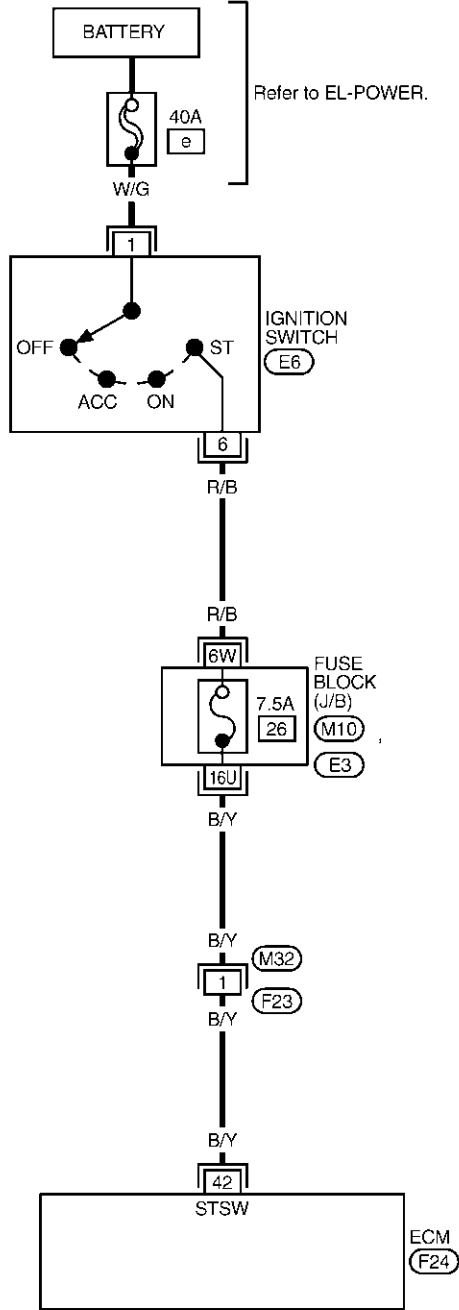 BATTERY
Refer to EL-POWER.
40A
e
W/G
1
OFF
ST
ACC
ON
IGNITION
SWITCH
E6
6
R/B
R/B
6W
7.5A
26
FUSE
BLOCK
(J/B)
M10 ,
E3
16U
B/Y
B/Y
M32
1
F23
B/Y
B/Y
42
STSW
ECM
F24